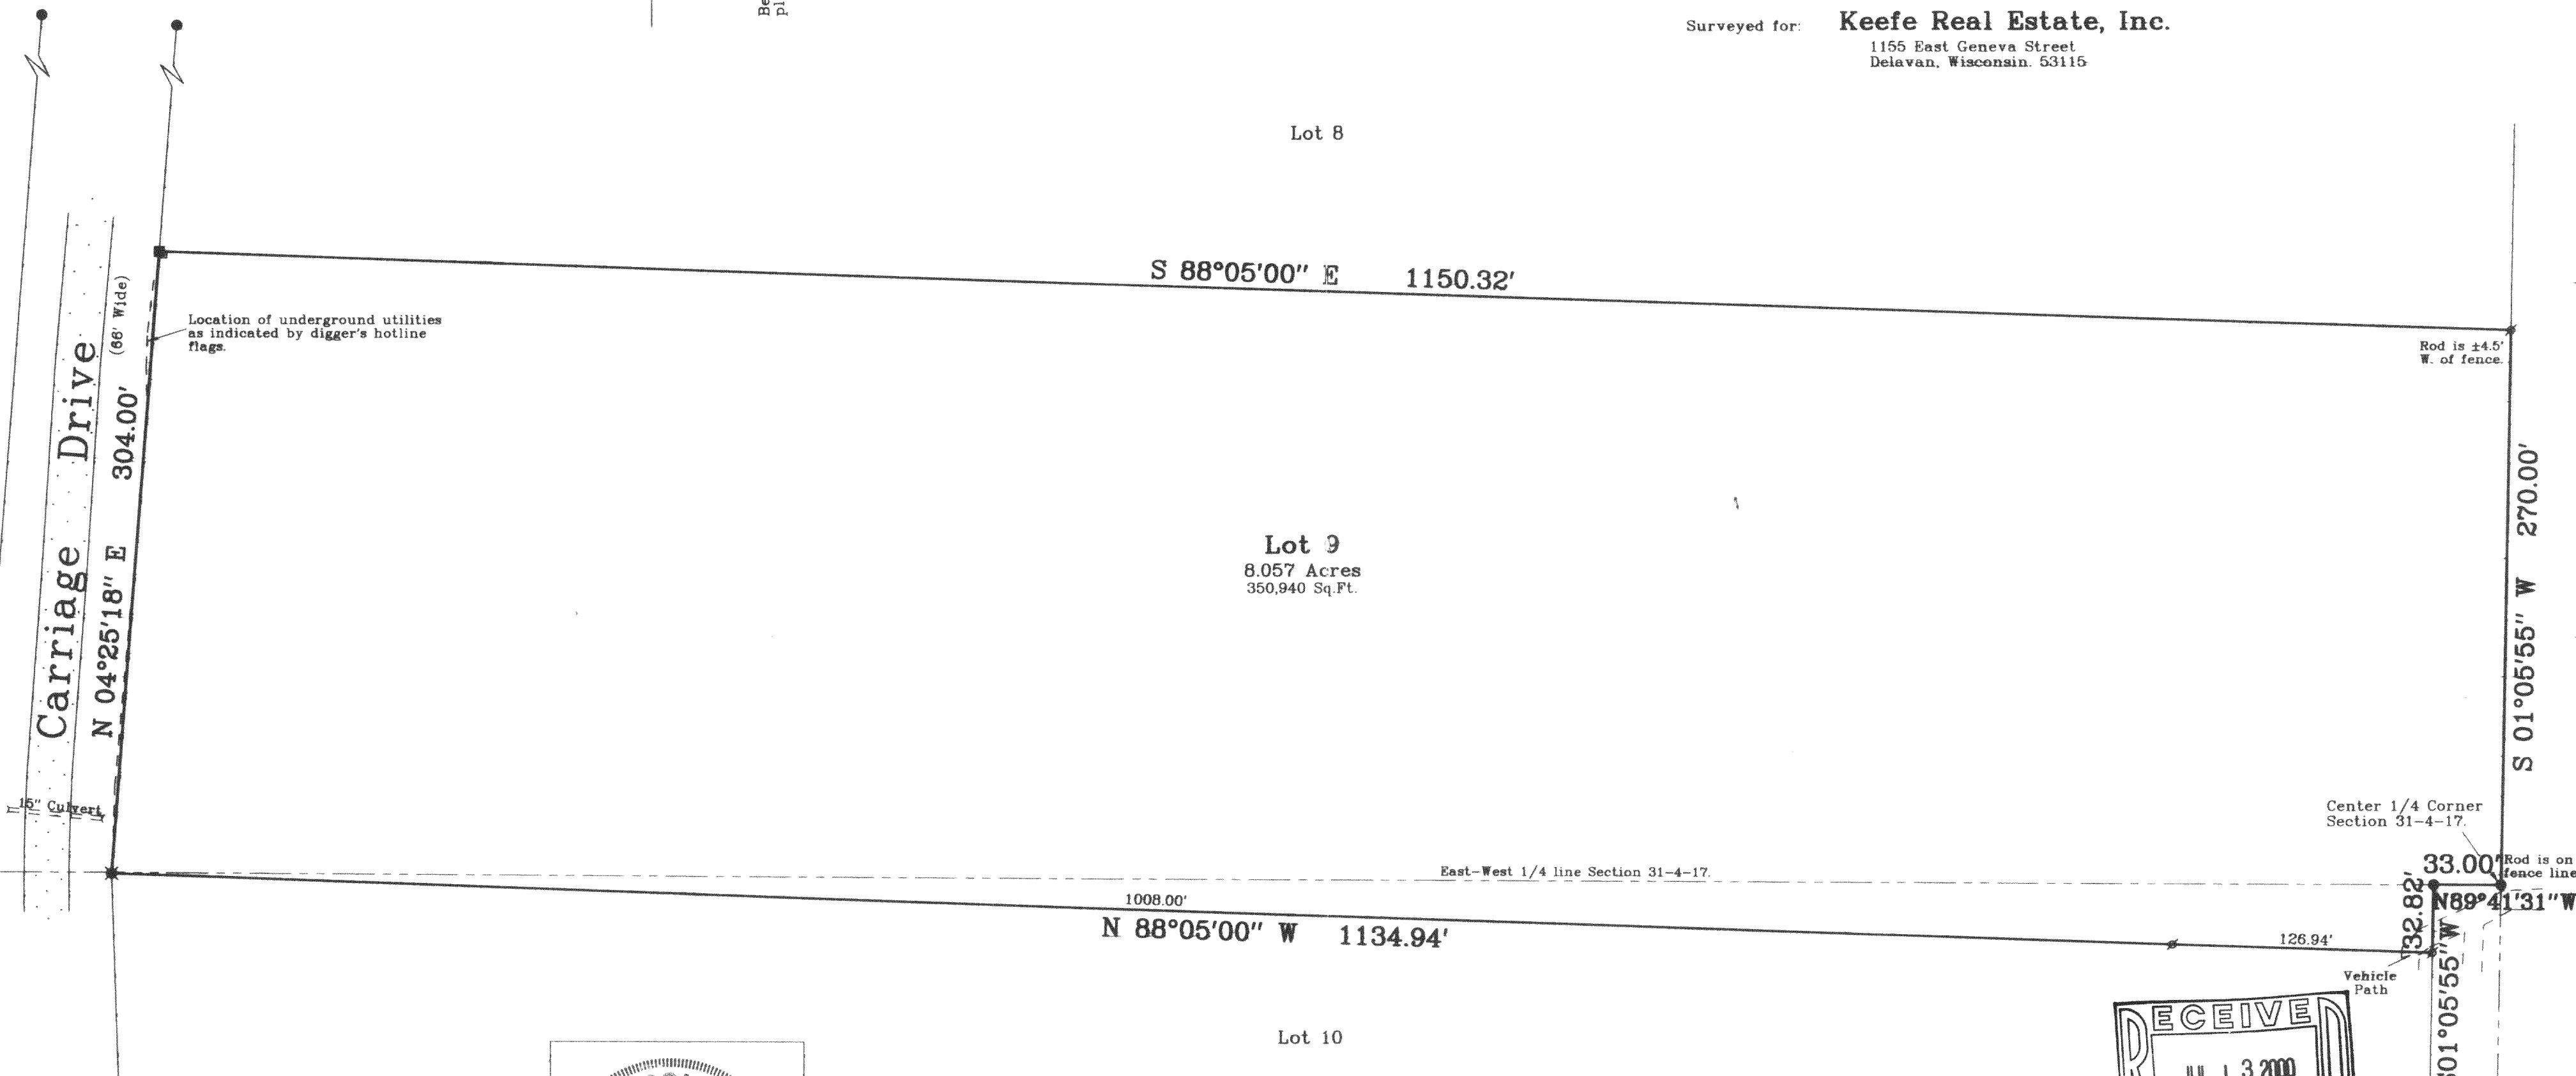 Surveyed for: Keefe Real Estate, Inc.
1155 East Geneva Street
Delavan, Wisconsin. 53115
Lot 8
S 88°05'00" E 1150.32'
(66' Wide)
Location of underground utilities
as indicated by digger's hotline
flags.
Rod is ±4.5'
W. of fence.
Carriage Drive
N 04°25'18" E 304.00'
S 01°05'55" W 270.00'
Lot 9
8.057 Acres
350,940 Sq.Ft.
15" Culvert
Center 1/4 Corner
Section 31-4-17.
East-West 1/4 line Section 31-4-17.
33.00'
Rod is on
fence line
N89°41'31"W
32.82'
1008.00'
N 88°05'00" W 1134.94'
126.94'
Vehicle
Path
01°05'55"W
Lot 10
RECEIVED
3 2000